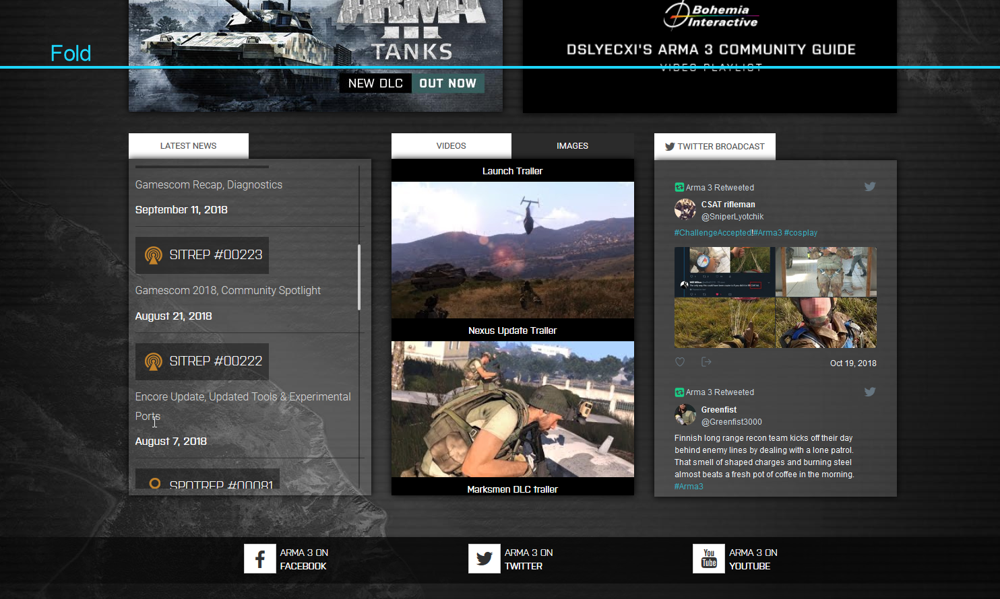 ARMA
III
TANKS
NEW DLC OUT NOW
Bohemia
Interactive
DSLYECXI'S ARMA 3 COMMUNITY GUIDE
VIDEO PLAYLIST
Fold
LATEST NEWS
Gamescom Recap, Diagnostics
September 11, 2018
SITREP #00223
Gamescom 2018, Community Spotlight
August 21, 2018
SITREP #00222
Encore Update, Updated Tools & Experimental
Ports
August 7, 2018
SPOTREP #00081
VIDEOS IMAGES
Launch Trailer
Nexus Update Trailer
Marksmen DLC trailer
TWITTER BROADCAST
Arma 3 Retweeted
CSAT rifleman
@SniperLyotchik
#ChallengeAccepted!#Arma3 #cosplay
Oct 19, 2018
Arma 3 Retweeted
Greenfist
@Greenfist3000
Finnish long range recon team kicks off their day
behind enemy lines by dealing with a lone patrol.
That smell of shaped charges and burning steel
almost beats a fresh pot of coffee in the morning.
#Arma3
ARMA 3 ON
FACEBOOK
ARMA 3 ON
TWITTER
You
Tube
ARMA 3 ON
YOUTUBE